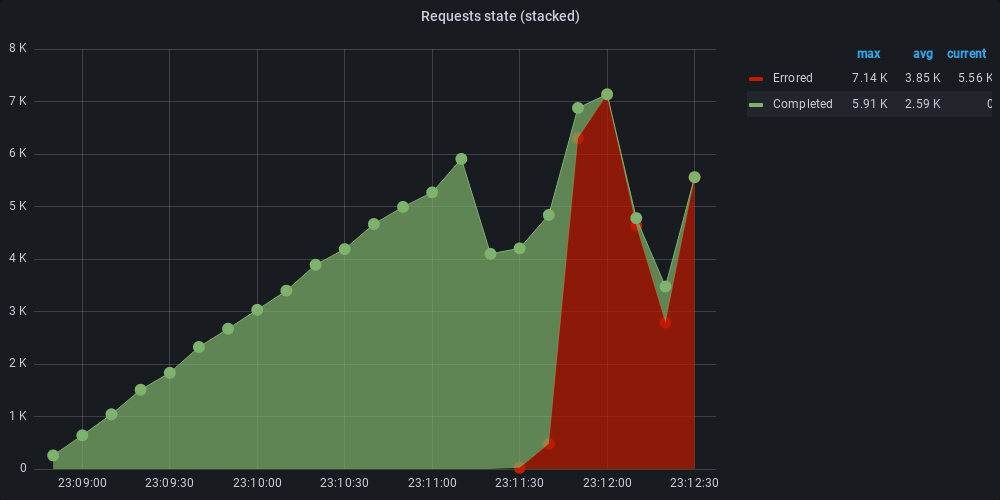 Requests state (stacked)
8 K
7 K
6 K
5 K
4 K
3 K
2 K
1 K
0
23:09:00 23:09:30 23:10:00 23:10:30 23:11:00 23:11:30 23:12:00 23:12:30
max avg current
Errored 7.14 K 3.85 K 5.56 K
Completed 5.91 K 2.59 K 0